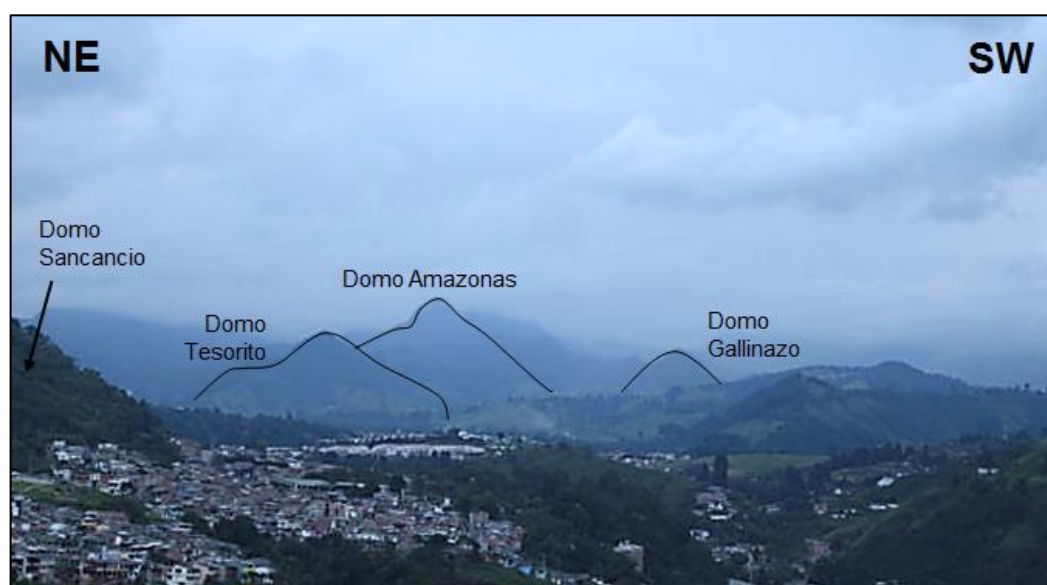 NE
SW
Domo
Sancancio
Domo Amazonas
Domo
Tesorito
Domo
Gallinazo